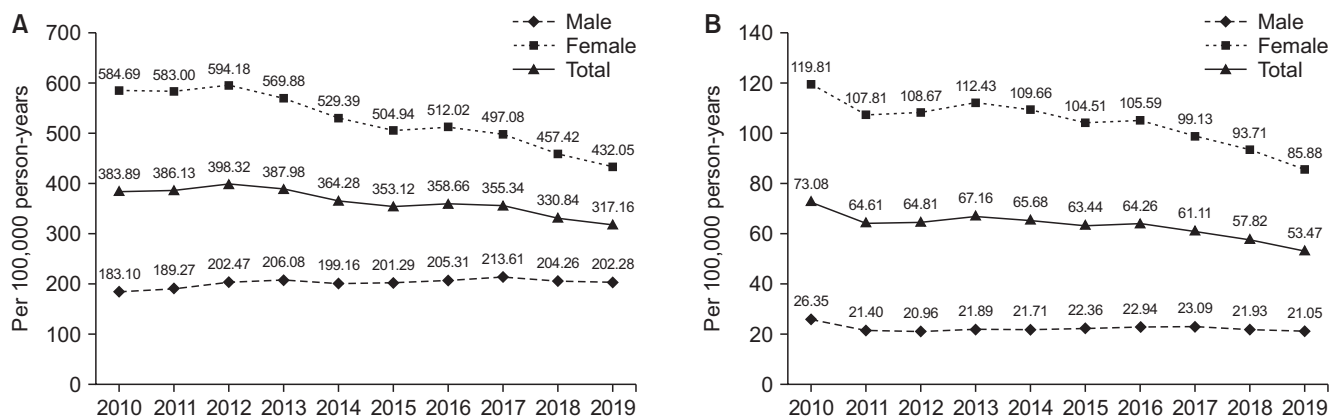 A
Per 100,000 person-years
700
600
500
400
300
200
100
0
Male
Female
Total
584.69 583.00 594.18 569.88 529.39 504.94 512.02 497.08 457.42 432.05
383.89 386.13 398.32 387.98 364.28 353.12 358.66 355.34 330.84 317.16
183.10 189.27 202.47 206.08 199.16 201.29 205.31 213.61 204.26 202.28
2010 2011 2012 2013 2014 2015 2016 2017 2018 2019
B
Per 100,000 person-years
140
120
100
80
60
40
20
0
Male
Female
Total
119.81 107.81 108.67 112.43 109.66 104.51 105.59 99.13 93.71 85.88
73.08 64.61 64.81 67.16 65.68 63.44 64.26 61.11 57.82 53.47
26.35 21.40 20.96 21.89 21.71 22.36 22.94 23.09 21.93 21.05
2010 2011 2012 2013 2014 2015 2016 2017 2018 2019